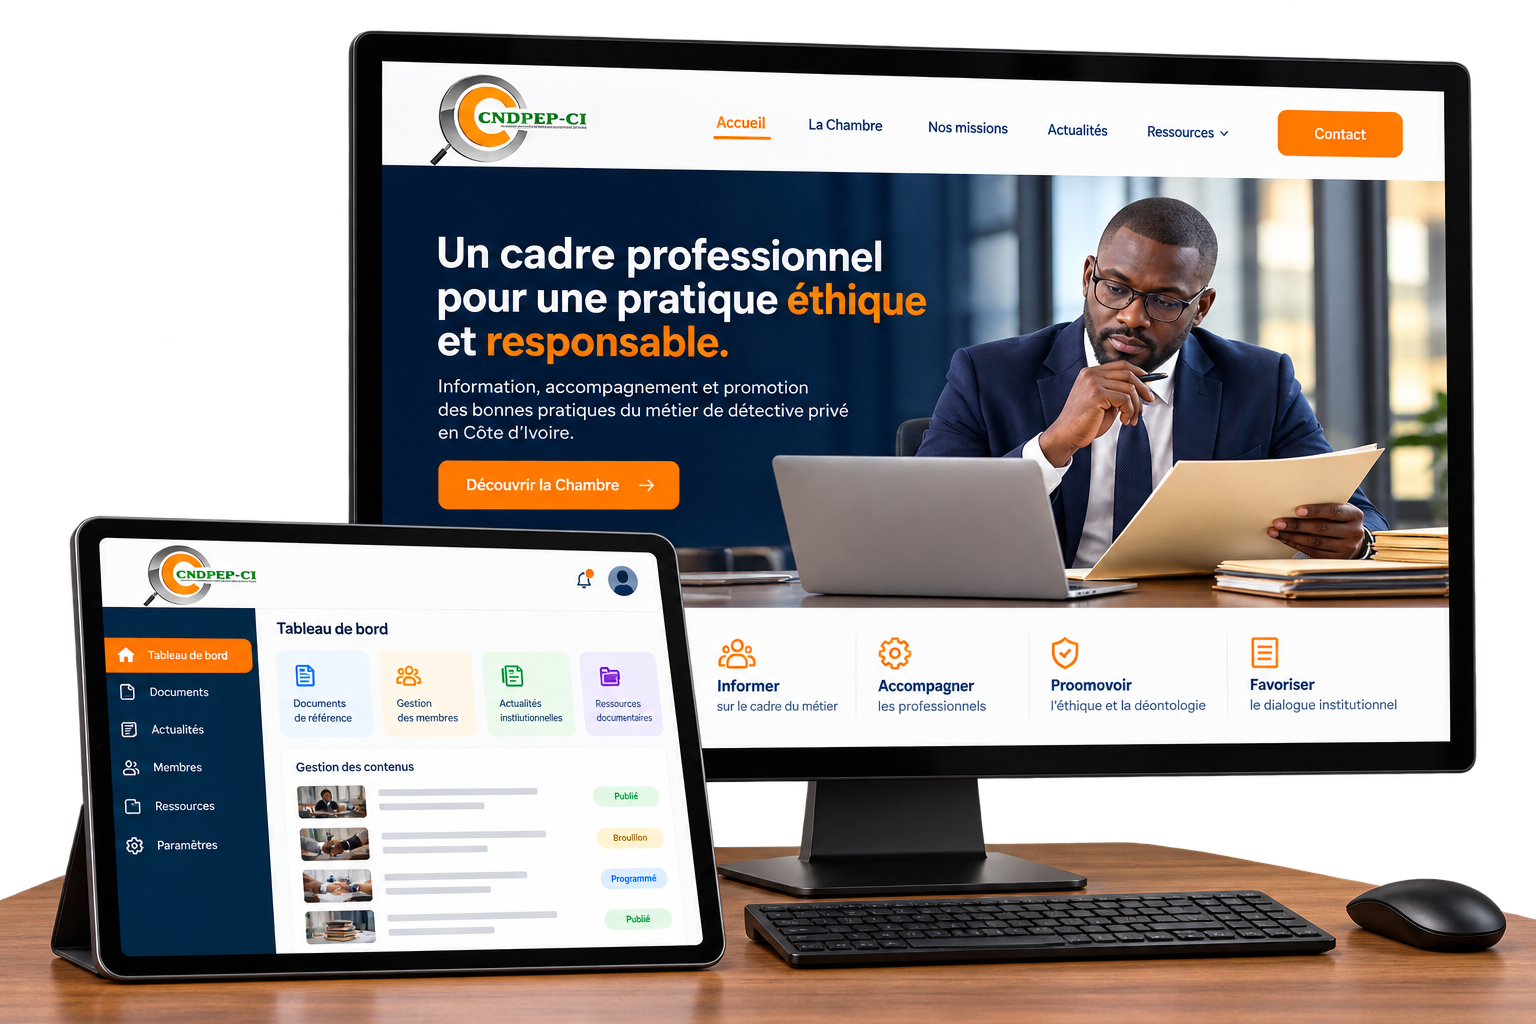 CNDPEP-CI
Accueil
La Chambre
Nos missions
Actualités
Ressources
Contact
Un cadre professionnel
pour une pratique éthique
et responsable.
Information, accompagnement et promotion
des bonnes pratiques du métier de détective privé
en Côte d'Ivoire.
Découvrir la Chambre
Informer
sur le cadre du métier
Accompagner
les professionnels
Proomovoir
l'éthique et la déontologie
Favoriser
le dialogue institutionnel
CNDPEP-CI
Tableau de bord
Documents
Actualités
Membres
Ressources
Paramètres
Tableau de bord
Documents
de référence
Gestion
des membres
Actualités
institiutionnelles
Ressources
documentaires
Gestion des contenus
Publié
Brouillion
Programmé
Publié